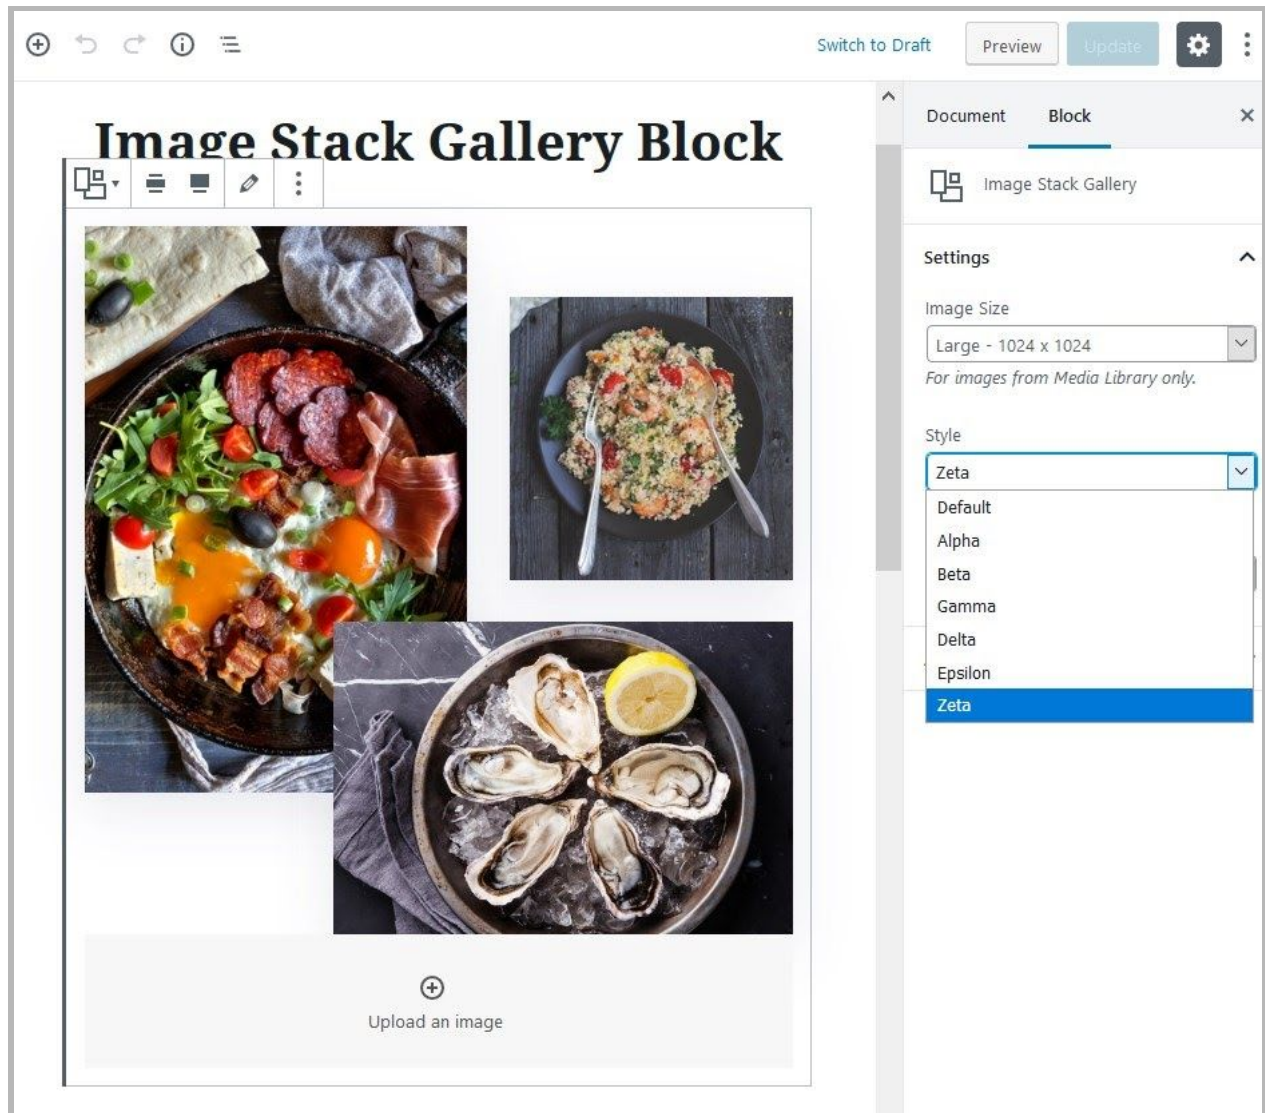 Switch to Draft
Preview
Update
Image Stack Gallery Block
Document
Block
Image Stack Gallery
Settings
Image Size
Large - 1024 x 1024
For images from Media Library only.
Style
Zeta
Default
Alpha
Beta
Gamma
Delta
Epsilon
Zeta
Upload an image